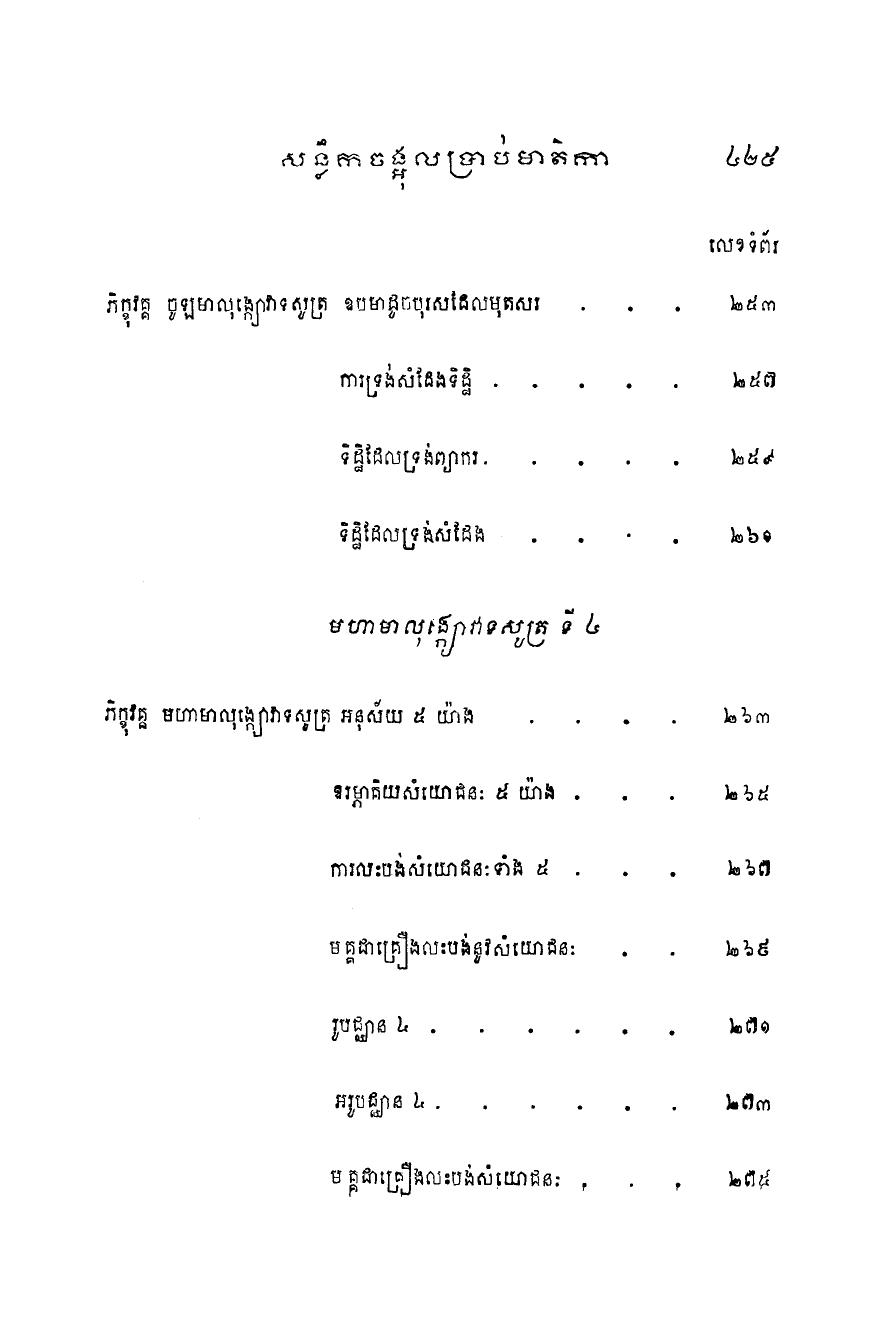 សន្លឹកចង្អុលប្រាប់មាតិកា ៤២៥
លេខទំព័រ
ភិក្ខុវគ្គ ចូឡមាលុង្ក្យោវាទសូត្រ ឧបមាដូចបុរសដែលមុតសរ . . . ២៥៣
ការទ្រង់សំដែងទិដ្ឋិ . . . . . ២៥៧
ទិដ្ឋិដែលទ្រង់ព្យាករ . . . . . ២៥៩
ទិដ្ឋិដែលទ្រង់សំដែង . . . . ២៦១
មហាមាលុង្ក្យោវាទសូត្រ ទី ៤
ភិក្ខុវគ្គ មហាមាលុង្ក្យោវាទសូត្រ អនុស័យ ៥ យ៉ាង . . . . ២៦៣
ឱរម្ភាគិយសំយោជនៈ ៥ យ៉ាង . . . ២៦៥
ការលះបង់សំយោជនៈទាំង ៥ . . . ២៦៧
មគ្គជាគ្រឿងលះបង់នូវសំយោជនៈ . . ២៦៩
រូបជ្ឈាន ៤ . . . . . . ២៧១
អរូបជ្ឈាន ៤ . . . . . . ២៧៣
មគ្គជាគ្រឿងលះបង់សំយោជនៈ . . . ២៧៥